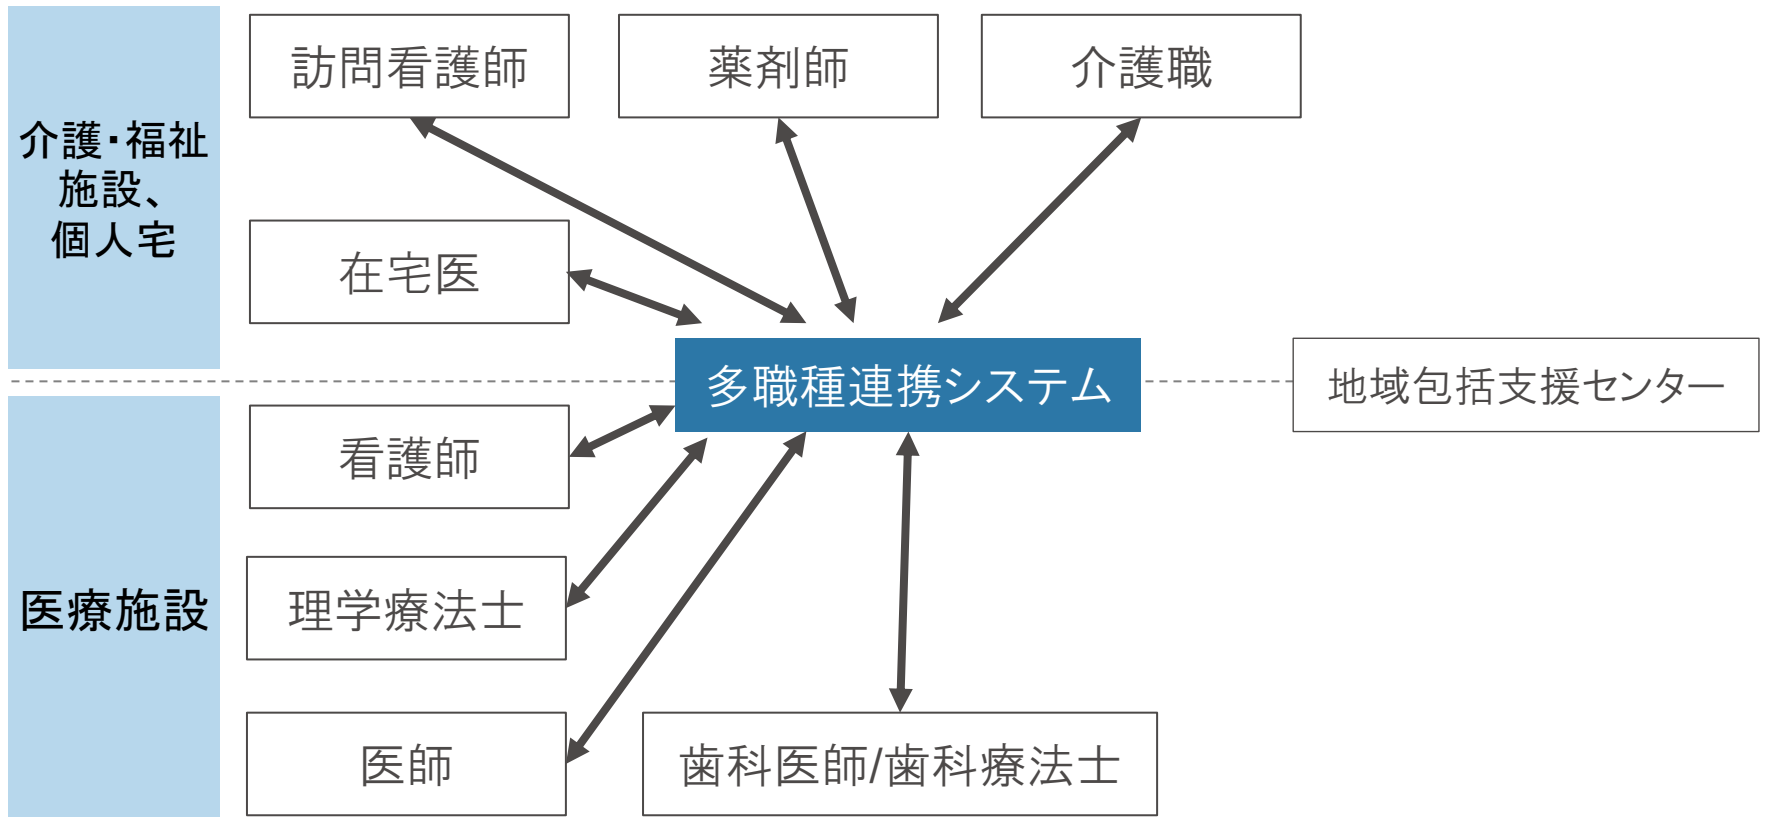 訪問看護師
薬剤師
介護職
介護・福祉
施設、
個人宅
在宅医
多職種連携システム
地域包括支援センター
看護師
医療施設
理学療法士
医師
歯科医師/歯科療法士